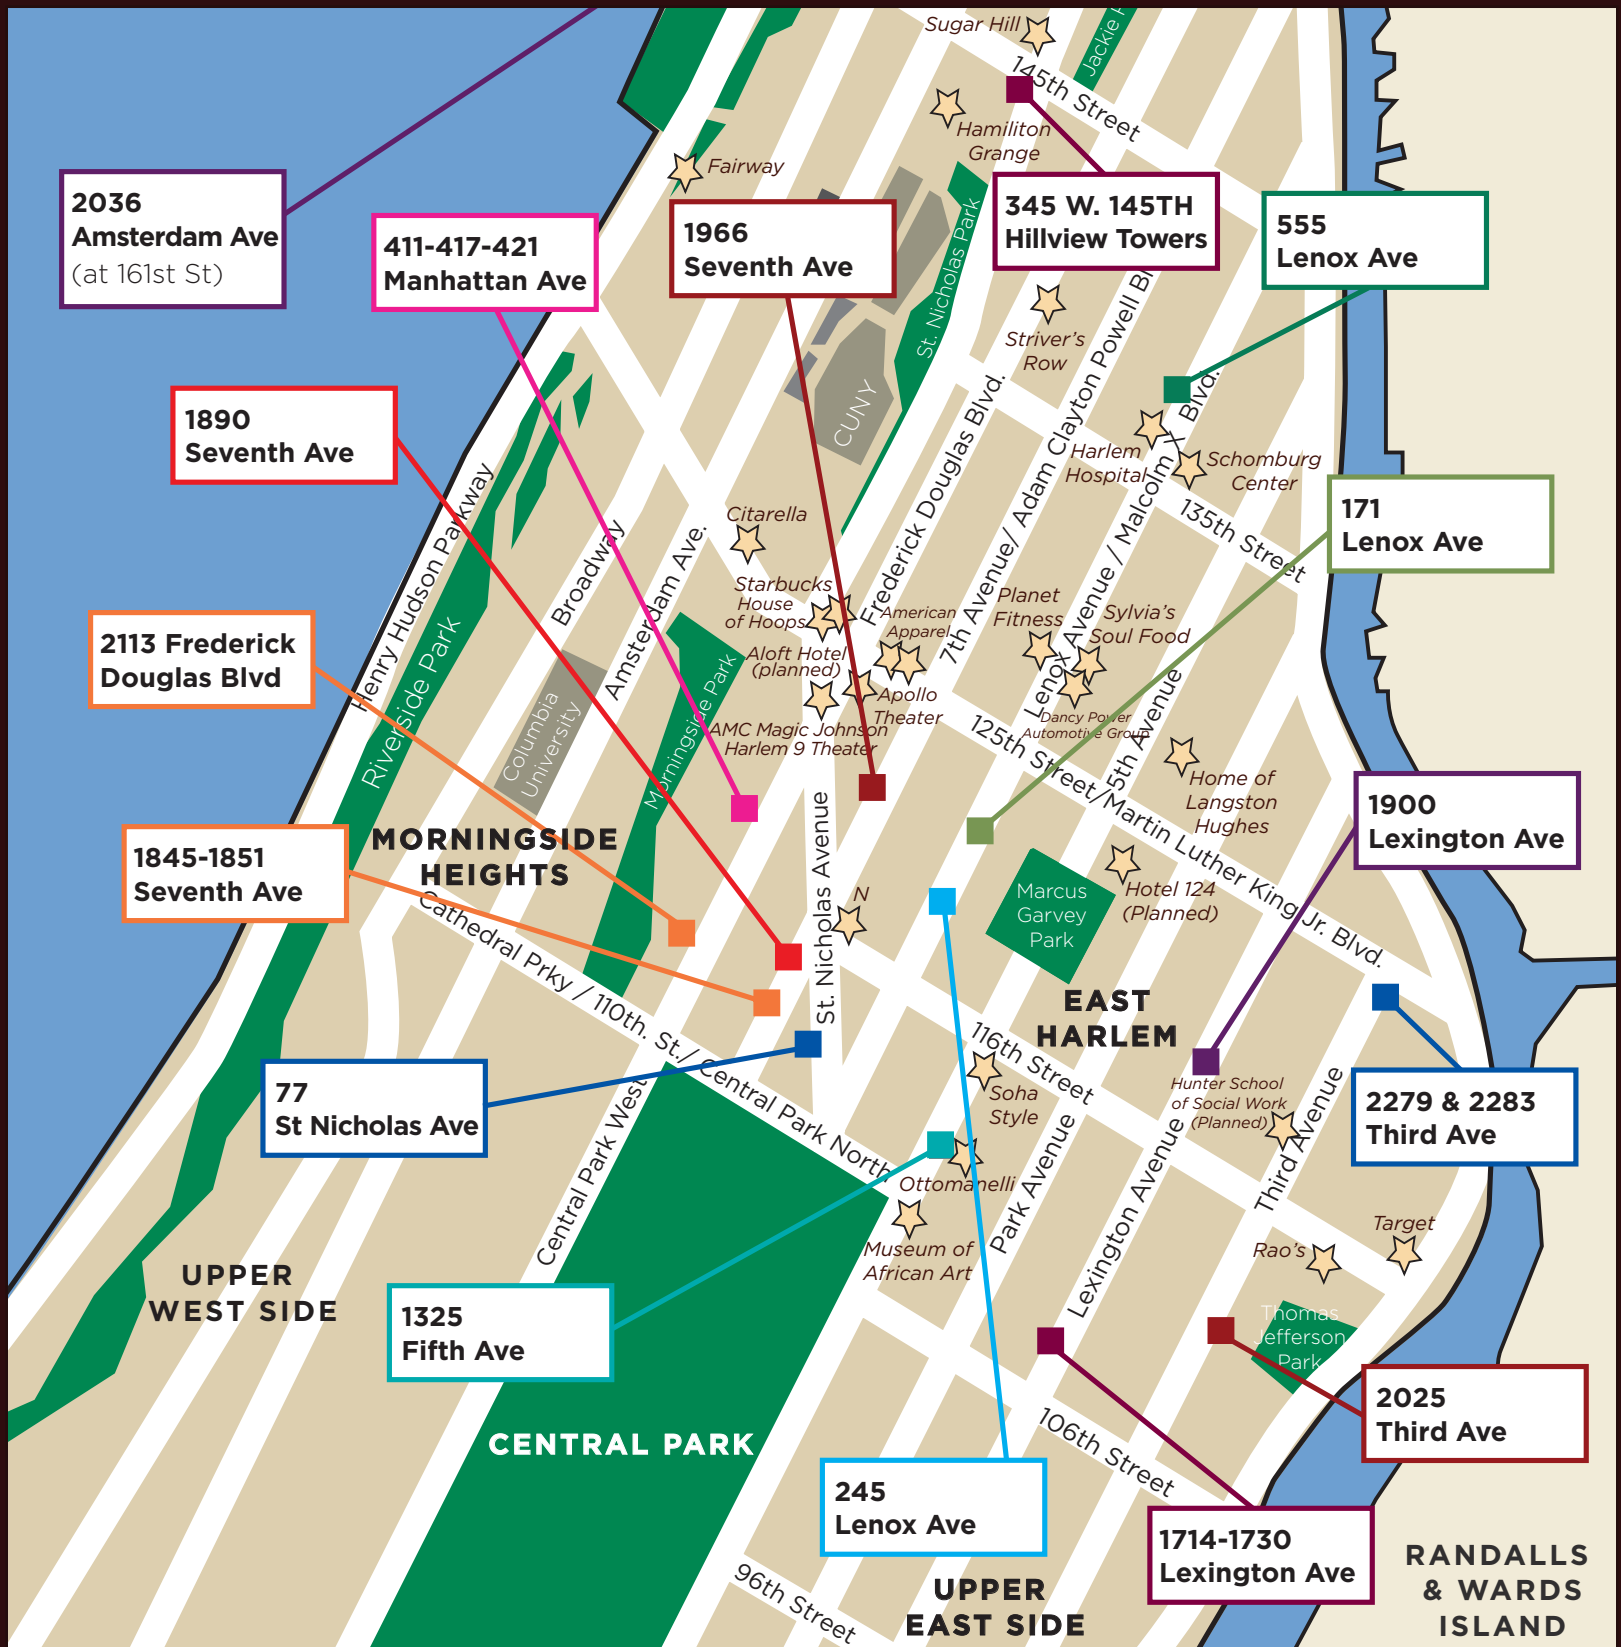 Sugar Hill
Jackie
145th Street
Hamiliton
Grange
Fairway
2036
Amsterdam Ave
(at 161st St)
411-417-421
Manhattan Ave
1966
Seventh Ave
345 W. 145TH
Hillview Towers
555
Lenox Ave
St. Nicholas Park
Striver's
Row
CUNY
1890
Seventh Ave
Harlem
Hospital
Schomburg
Center
135th Street
171
Lenox Ave
Henry Hudson Parkway
Broadway
Amsterdam Ave.
Citarella
Frederick Douglas Blvd.
7th Avenue/ Adam Clayton Powell Bl
Lenox Avenue / Malcolm X Blvd.
Starbucks
House
of Hoops
American
Apparel
Planet
Fitness
Sylvia's
Soul Food
2113 Frederick
Douglas Blvd
Riverside Park
Aloft Hotel
(planned)
Apollo
Theater
Morningside Park
Columbia
University
AMC Magic Johnson
Harlem 9 Theater
Dancy Power
Automotive Group
125th Street/Martin Luther King Jr. Blvd.
5th Avenue
Home of
Langston
Hughes
1900
Lexington Ave
MORNINGSIDE
HEIGHTS
1845-1851
Seventh Ave
St. Nicholas Avenue
N
Marcus
Garvey
Park
Hotel 124
(Planned)
Cathedral Prky / 110th. St./ Central Park North
EAST
HARLEM
116th Street
Soha
Style
Hunter School
of Social Work
(Planned)
77
St Nicholas Ave
2279 & 2283
Third Ave
Central Park West
Park Avenue
Lexington Avenue
Third Avenue
Ottomanelli
Museum of
African Art
Rao's
Target
UPPER
WEST SIDE
1325
Fifth Ave
Thomas
Jefferson
Park
2025
Third Ave
CENTRAL PARK
106th Street
245
Lenox Ave
1714-1730
Lexington Ave
96th Street
UPPER
EAST SIDE
RANDALLS
& WARDS
ISLAND